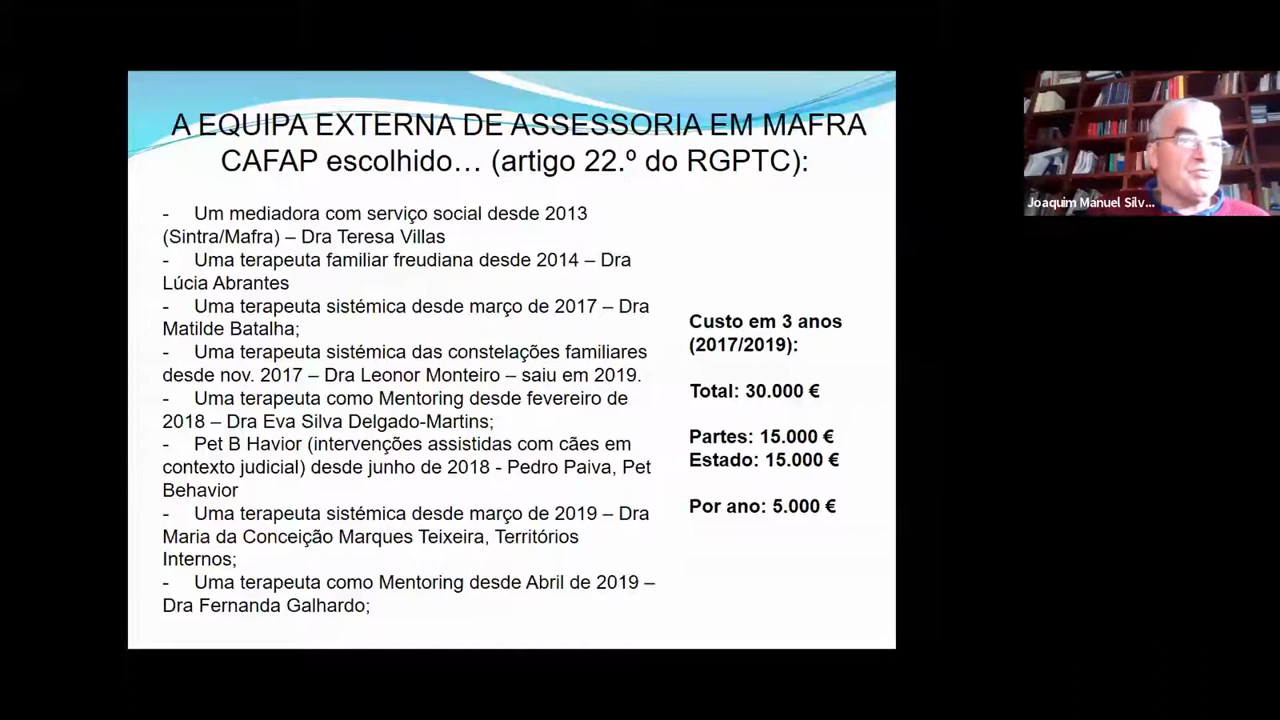 A EQUIPA EXTERNA DE ASSESSORIA EM MAFRA
CAFAP escolhido… (artigo 22.º do RGPTC):
- Um mediadora com serviço social desde 2013
(Sintra/Mafra) – Dra Teresa Villas
- Uma terapeuta familiar freudiana desde 2014 – Dra
Lúcia Abrantes
- Uma terapeuta sistémica desde março de 2017 – Dra
Matilde Batalha;
- Uma terapeuta sistémica das constelações familiares
desde nov. 2017 – Dra Leonor Monteiro – saiu em 2019.
- Uma terapeuta como Mentoring desde fevereiro de
2018 – Dra Eva Silva Delgado-Martins;
- Pet B Havior (intervenções assistidas com cães em
contexto judicial) desde junho de 2018 - Pedro Paiva, Pet
Behavior
- Uma terapeuta sistémica desde março de 2019 – Dra
Maria da Conceição Marques Teixeira, Territórios
Internos;
- Uma terapeuta como Mentoring desde Abril de 2019 –
Dra Fernanda Galhardo;
Custo em 3 anos
(2017/2019):
Total: 30.000 €
Partes: 15.000 €
Estado: 15.000 €
Por ano: 5.000 €
Joaquim Manuel Silv...